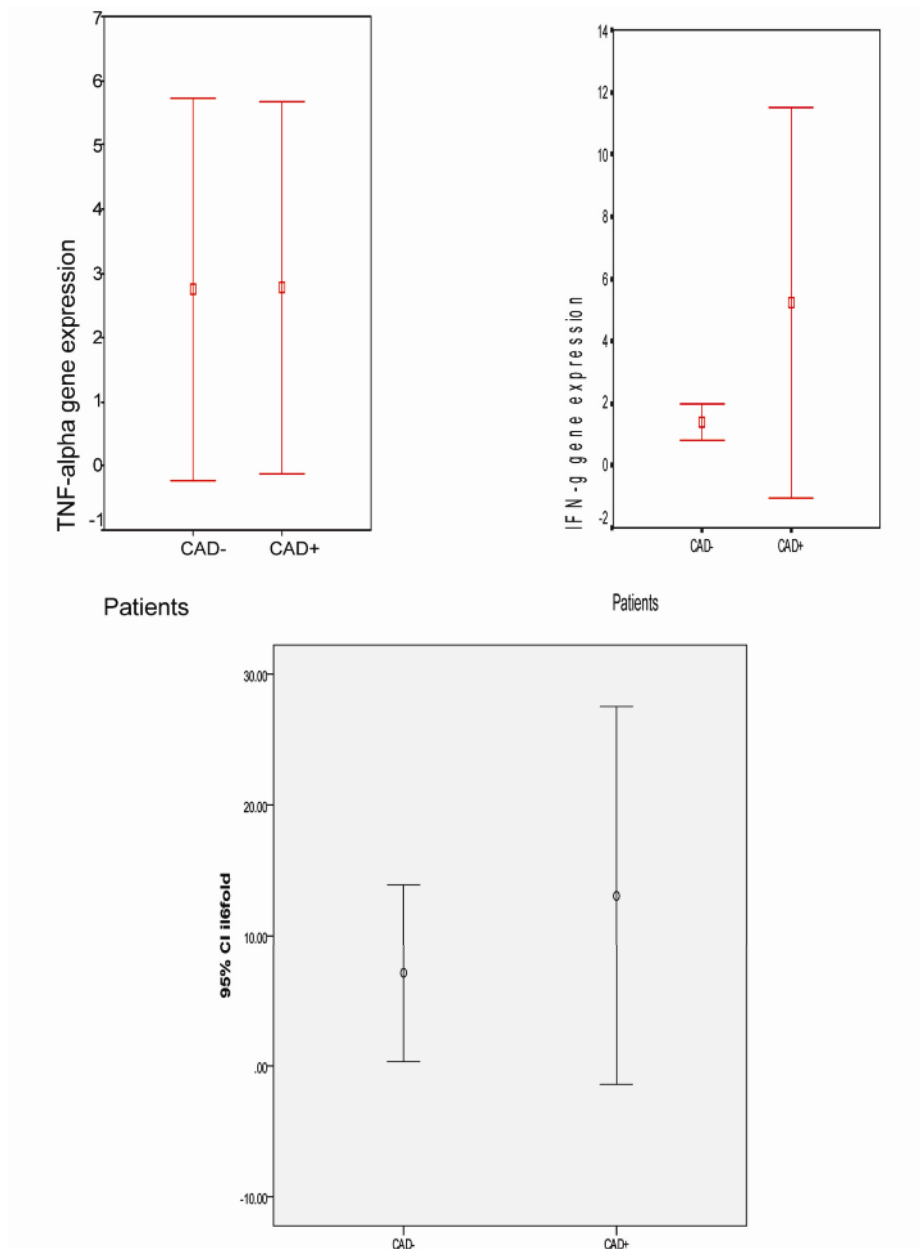 TNF-alpha gene expression
7
6
5
4
3
2
1
0
-1
CAD-
CAD+
Patients
IFN-g gene expression
14
12
10
8
6
4
2
0
-2
CAD-
CAD+
Patients
95% CI il6fold
30.00
20.00
10.00
.00
-10.00
CAD-
CAD+